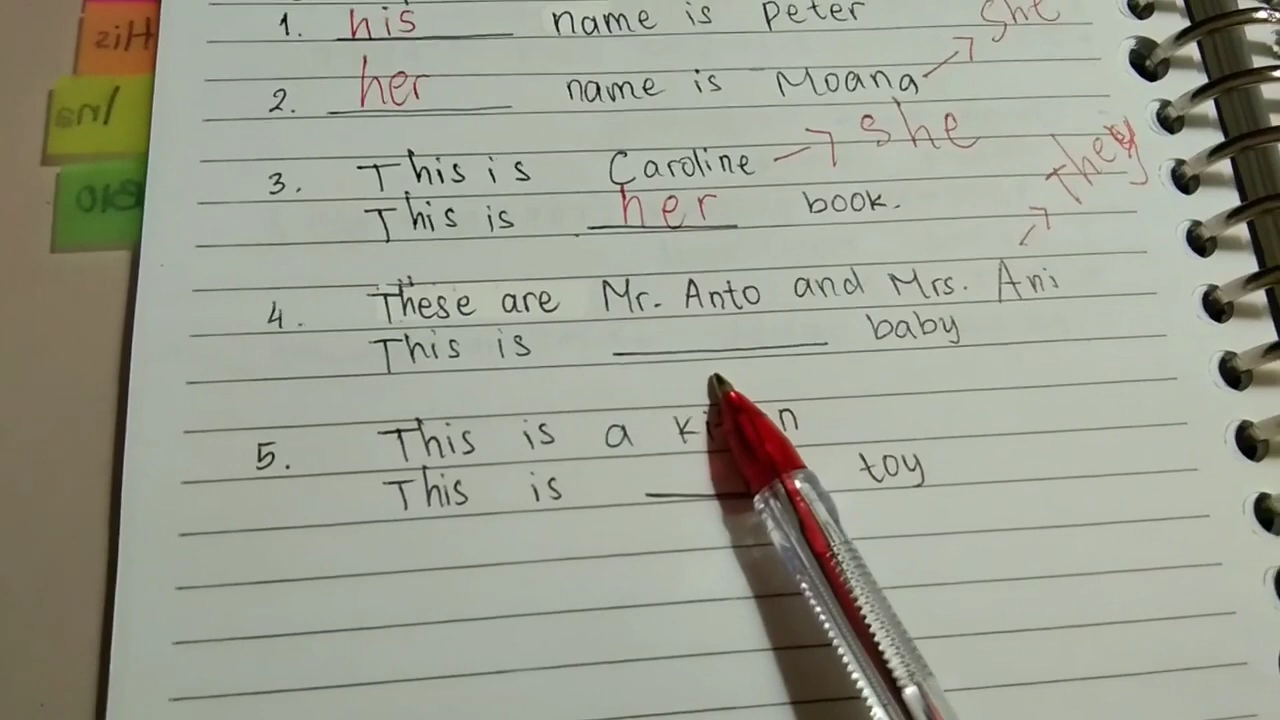 His
1. his name is peter
she
2. her name is Moana
3. This is Caroline she
This is her book.
They
4. These are Mr. Anto and Mrs. Ani
This is baby
5. This is a
This is toy